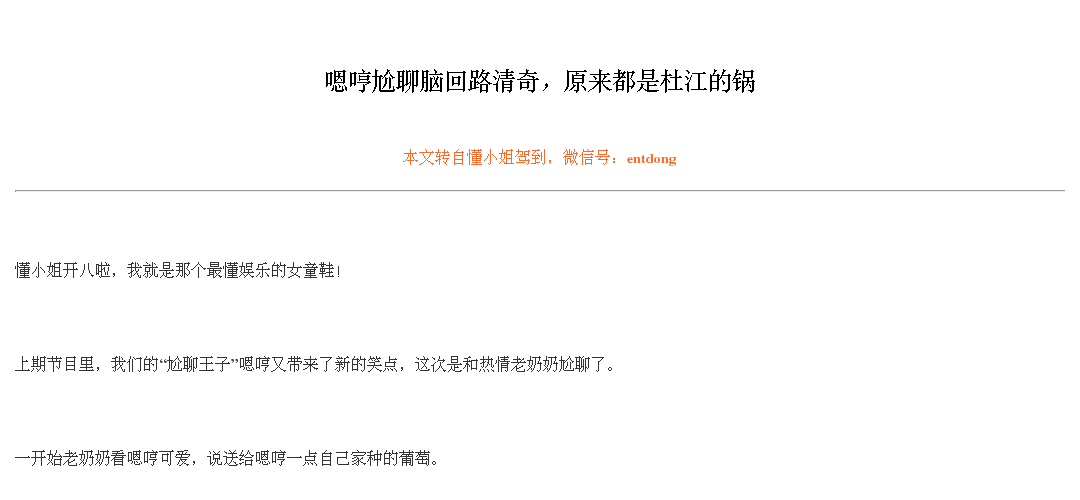 嗯哼尬聊脑回路清奇，原来都是杜江的锅
本文转自懂小姐驾到，微信号：entdong
懂小姐开八啦，我就是那个最懂娱乐的女童鞋!
上期节目里，我们的“尬聊王子”嗯哼又带来了新的笑点，这次是和热情老奶奶尬聊了。
一开始老奶奶看嗯哼可爱，说送给嗯哼一点自己家种的葡萄。